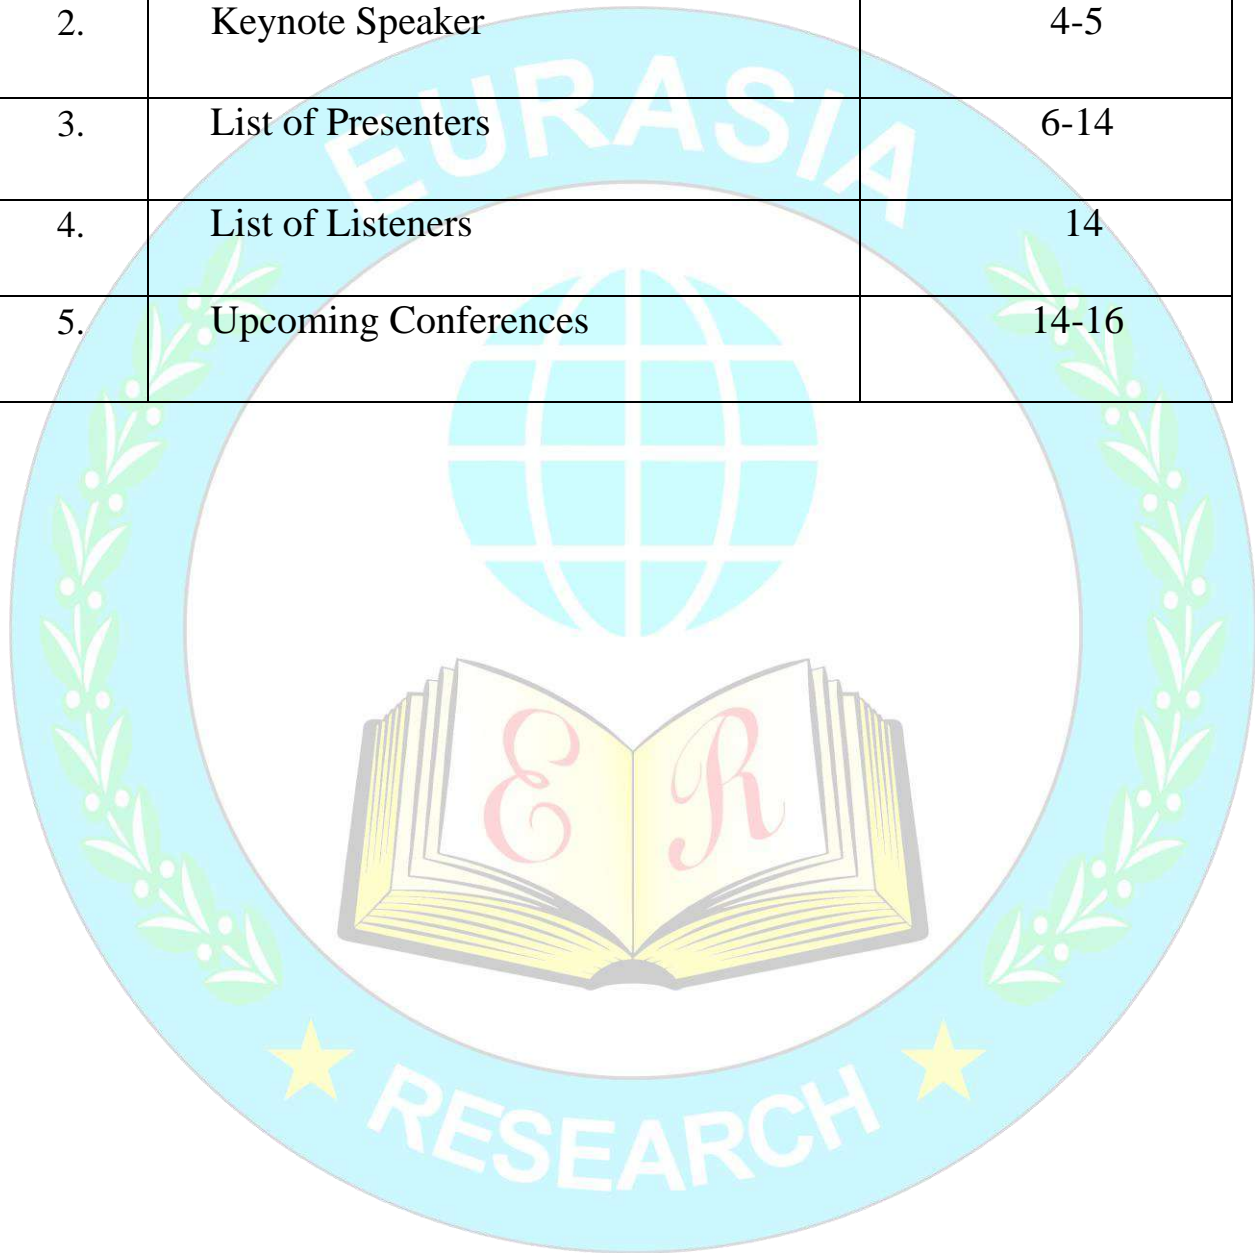 2. Keynote Speaker 4-5
EURASIA
3. List of Presenters 6-14
4. List of Listeners 14
5. Upcoming Conferences 14-16
E R
RESEARCH